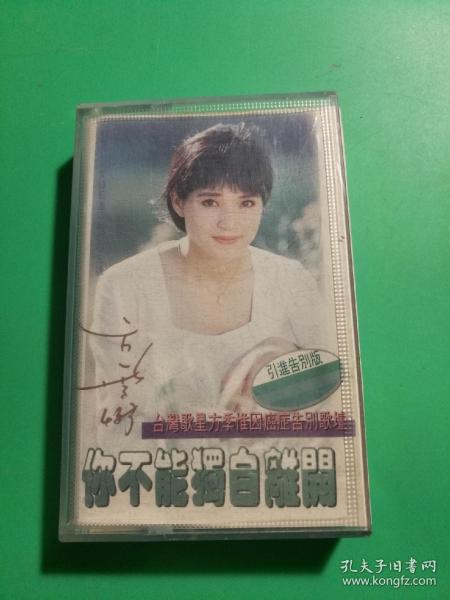 引進告別版
台灣歌星方季惟因癌症告別歌壇
你不能獨自離開
孔夫子旧书网
www.kongfz.com